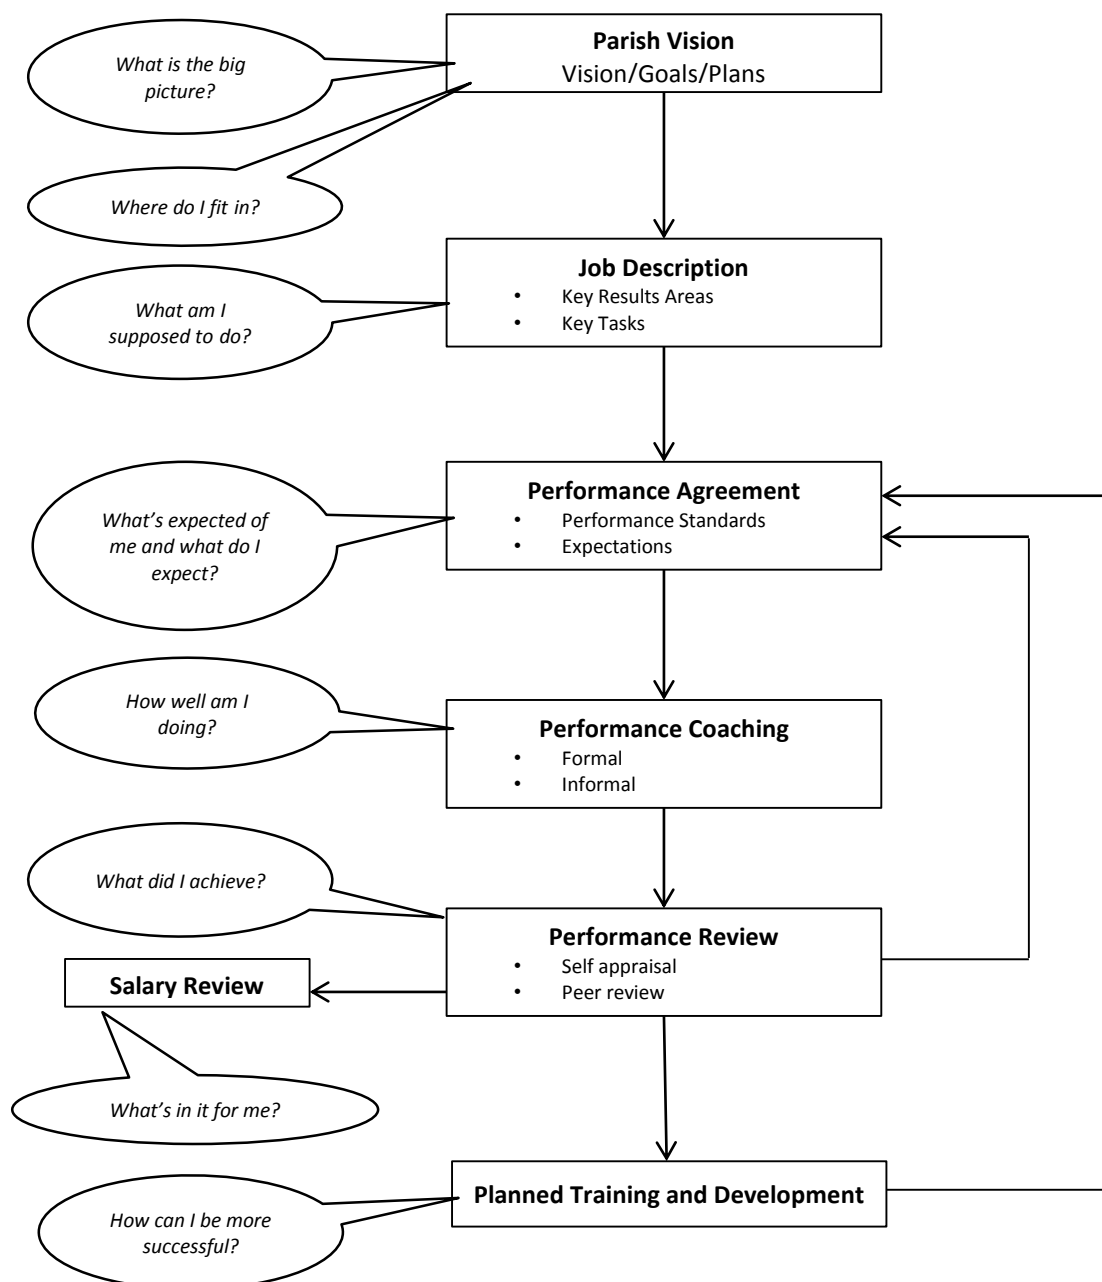 What is the big
picture?
Parish Vision
Vision/Goals/Plans
Where do I fit in?
What am I
supposed to do?
Job Description
• Key Results Areas
• Key Tasks
What’s expected of
me and what do I
expect?
Performance Agreement
• Performance Standards
• Expectations
How well am I
doing?
Performance Coaching
• Formal
• Informal
What did I achieve?
Performance Review
• Self appraisal
• Peer review
Salary Review
What’s in it for me?
Planned Training and Development
How can I be more
successful?